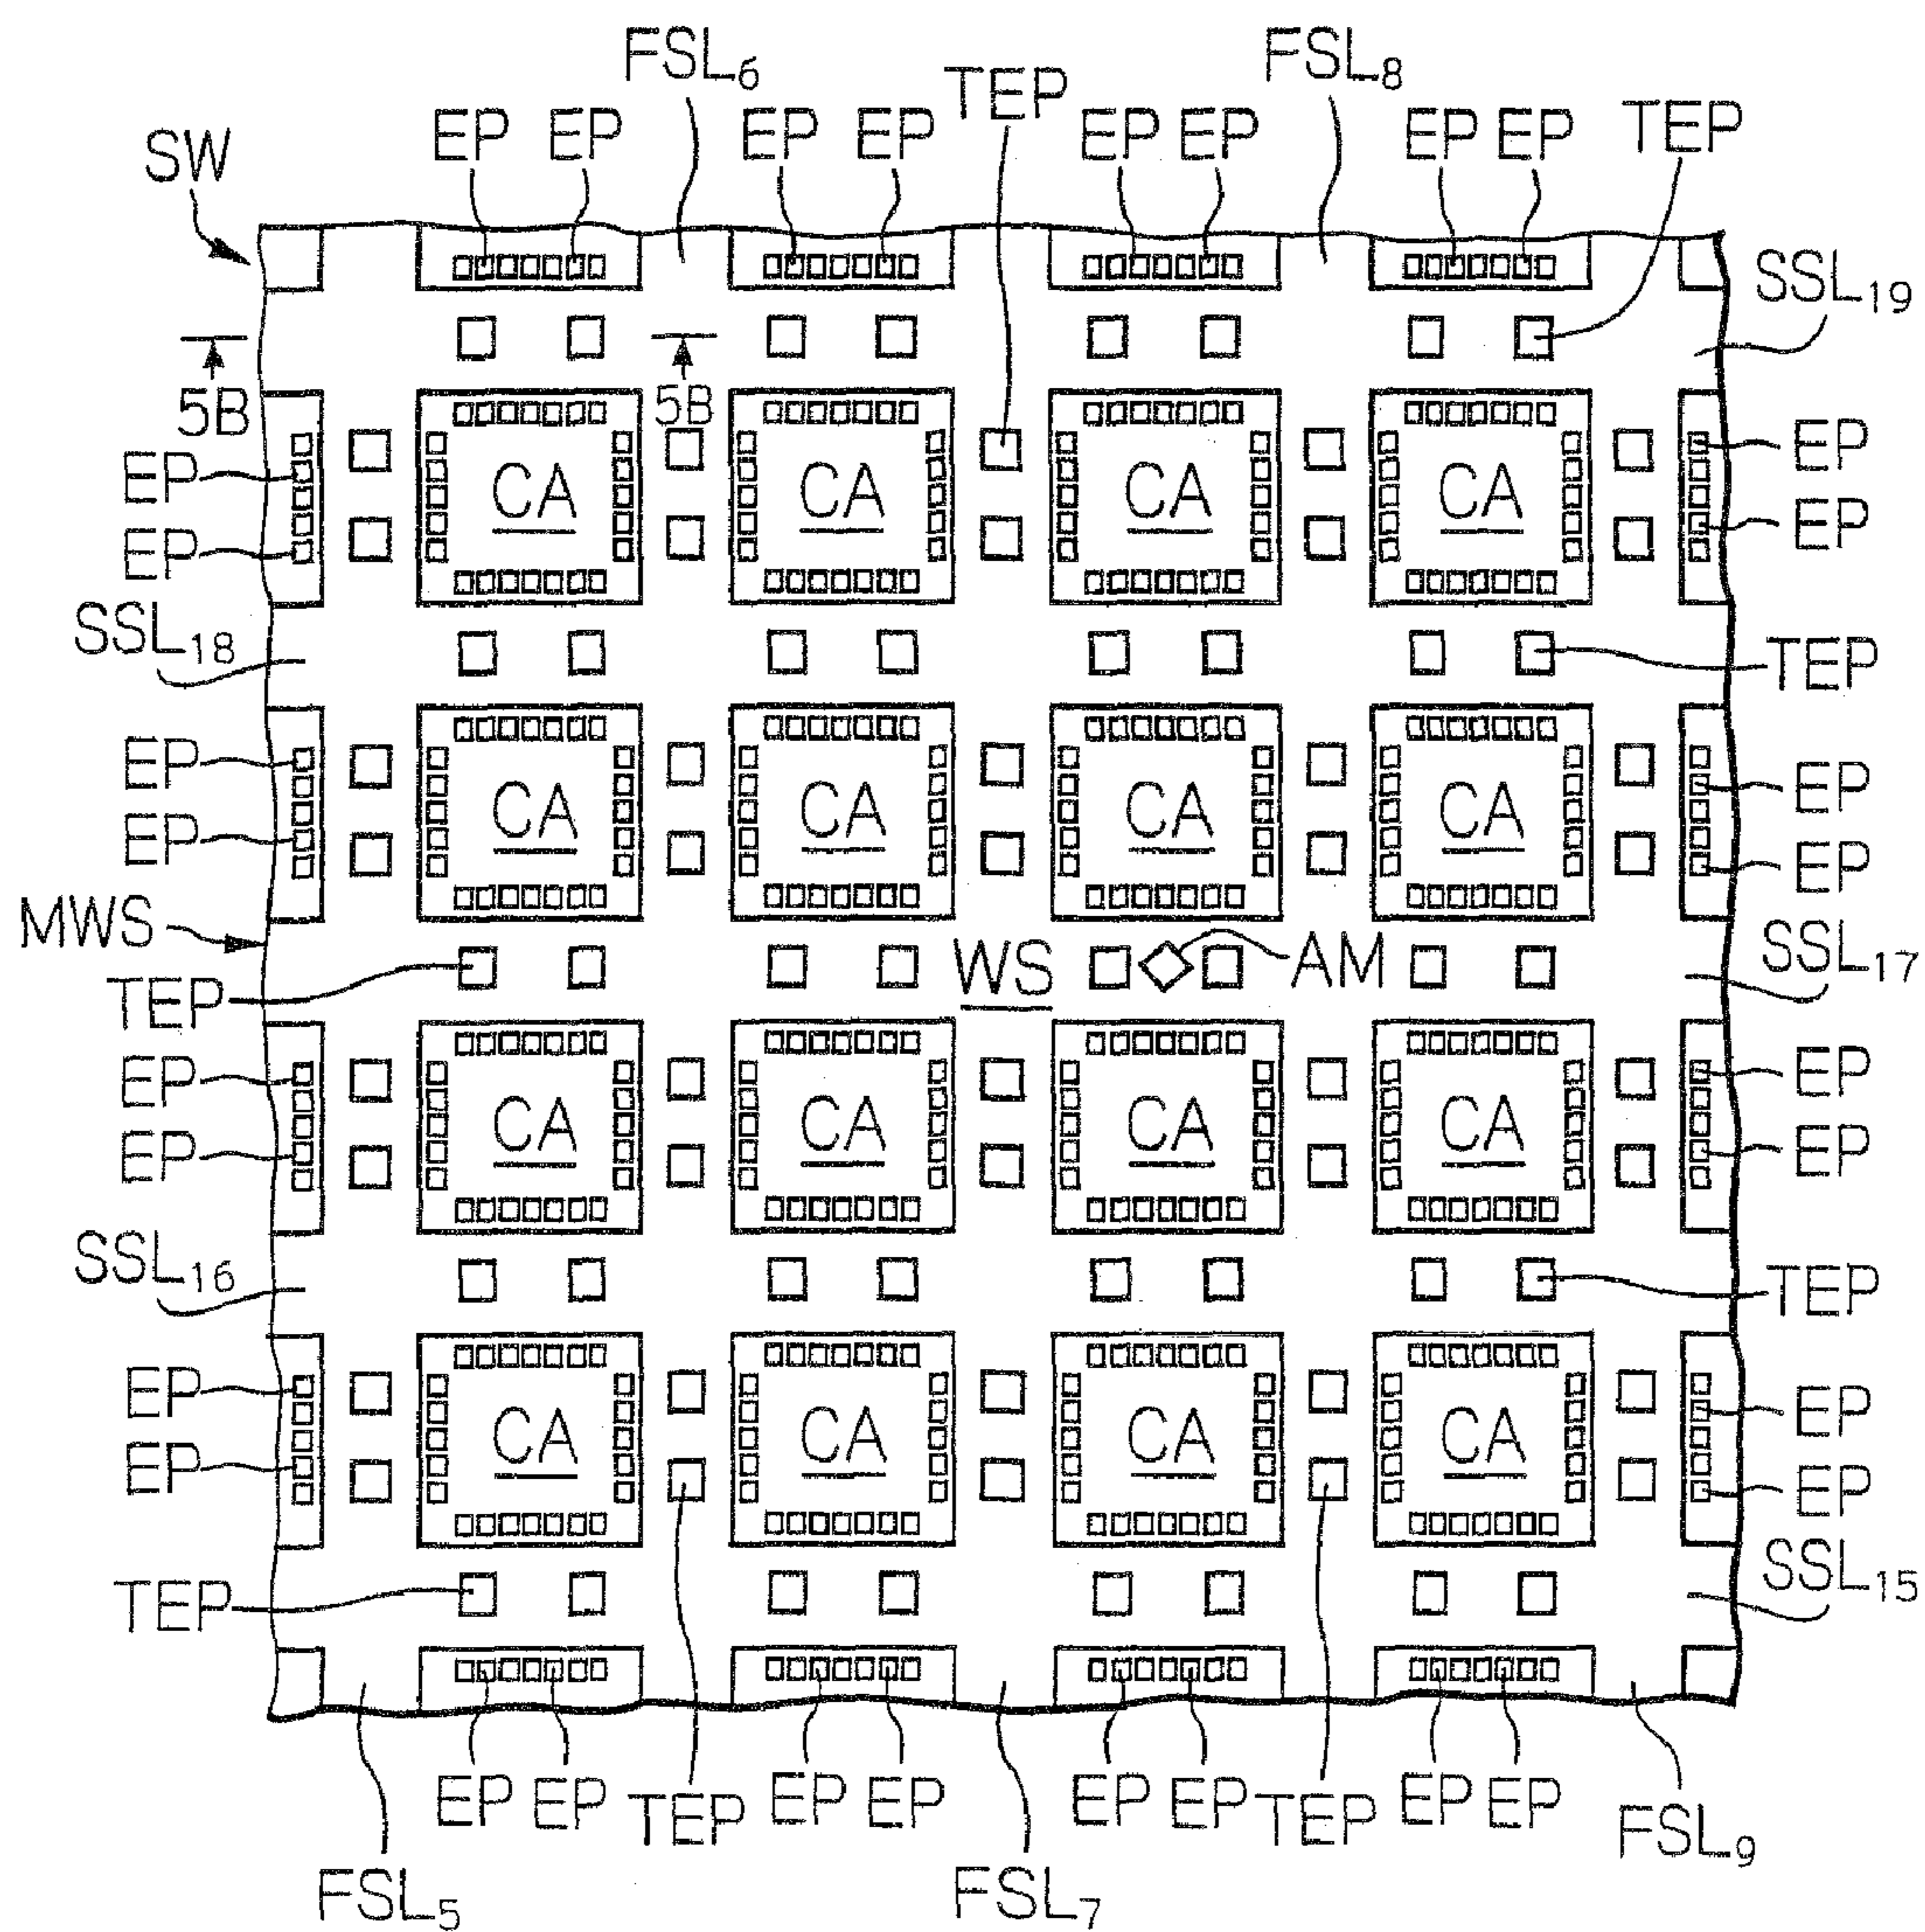 FSL6 FSL8
TEP
EP EP EP EP EP EP EP EP TEP
SW
SSL19
5B 5B
EP EP
CA CA CA CA
EP EP
SSL18
TEP
EP EP
CA CA CA CA
EP EP
MWS
WS AM SSL17
TEP
EP EP
CA CA CA CA
EP EP
SSL16
TEP
EP EP
CA CA CA CA
EP EP
SSL15
TEP
EP EP TEP EP EP EP EP TEP EP EP
FSL9
FSL5 FSL7